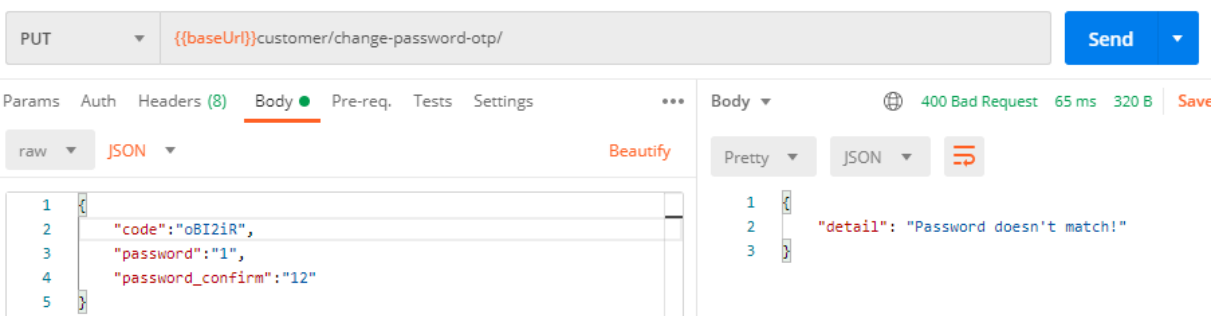 PUT {{baseUrl}}customer/change-password-otp/ Send
Params Auth Headers (8) Body Pre-req. Tests Settings •••
raw JSON Beautify
1 {
2 "code":"oBI2iR",
3 "password":"1",
4 "password_confirm":"12"
5 }
Body 400 Bad Request 65 ms 320 B Save
Pretty JSON
1 {
2 "detail": "Password doesn't match!"
3 }